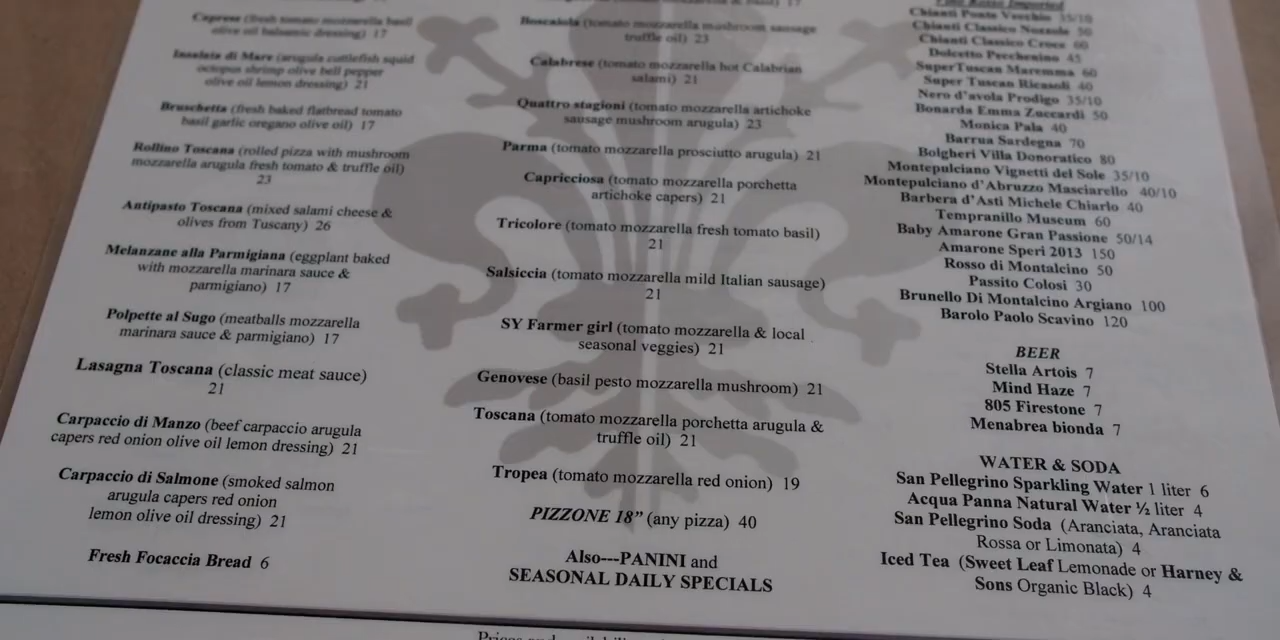 Caprese (fresh tomato mozzarella basil
olive oil balsamic dressing) 17
Insalata di Mare (arugula cuttlefish squid
octopus shrimp olive bell pepper
olive oil lemon dressing) 21
Bruschetta (fresh baked flatbread tomato
basil garlic oregano olive oil) 17
Rollino Toscana (rolled pizza with mushroom
mozzarella arugula fresh tomato & truffle oil)
23
Antipasto Toscana (mixed salami cheese &
olives from Tuscany) 26
Melanzane alla Parmigiana (eggplant baked
with mozzarella marinara sauce &
parmigiano) 17
Polpette al Sugo (meatballs mozzarella
marinara sauce & parmigiano) 17
Lasagna Toscana (classic meat sauce)
21
Carpaccio di Manzo (beef carpaccio arugula
capers red onion olive oil lemon dressing) 21
Carpaccio di Salmone (smoked salmon
arugula capers red onion
lemon olive oil dressing) 21
Fresh Focaccia Bread 6
Boscaiola (tomato mozzarella mushroom sausage
truffle oil) 23
Calabrese (tomato mozzarella hot Calabrian
salami) 21
Quattro stagioni (tomato mozzarella artichoke
sausage mushroom arugula) 23
Parma (tomato mozzarella prosciutto arugula) 21
Capricciosa (tomato mozzarella porchetta
artichoke capers) 21
Tricolore (tomato mozzarella fresh tomato basil)
21
Salsiccia (tomato mozzarella mild Italian sausage)
21
SY Farmer girl (tomato mozzarella & local
seasonal veggies) 21
Genovese (basil pesto mozzarella mushroom) 21
Toscana (tomato mozzarella porchetta arugula &
truffle oil) 21
Tropea (tomato mozzarella red onion) 19
PIZZONE 18" (any pizza) 40
Also---PANINI and
SEASONAL DAILY SPECIALS
Chianti Ponte Vecchio 35/10
Chianti Classico Nozzole 50
Chianti Classico Croce 60
Dolcetto Pecchenino 45
SuperTuscan Maremma 60
Super Tuscan Ricasoli 40
Nero d'avola Prodigo 35/10
Bonarda Emma Zuccardi 50
Monica Pala 40
Barrua Sardegna 70
Bolgheri Villa Donoratico 80
Montepulciano Vignetti del Sole 35/10
Montepulciano d'Abruzzo Masciarello 40/10
Barbera d'Asti Michele Chiarlo 40
Tempranillo Museum 60
Baby Amarone Gran Passione 50/14
Amarone Speri 2013 150
Rosso di Montalcino 50
Passito Colosi 30
Brunello Di Montalcino Argiano 100
Barolo Paolo Scavino 120
BEER
Stella Artois 7
Mind Haze 7
805 Firestone 7
Menabrea bionda 7
WATER & SODA
San Pellegrino Sparkling Water 1 liter 6
Acqua Panna Natural Water ½ liter 4
San Pellegrino Soda (Aranciata, Aranciata
Rossa or Limonata) 4
Iced Tea (Sweet Leaf Lemonade or Harney &
Sons Organic Black) 4